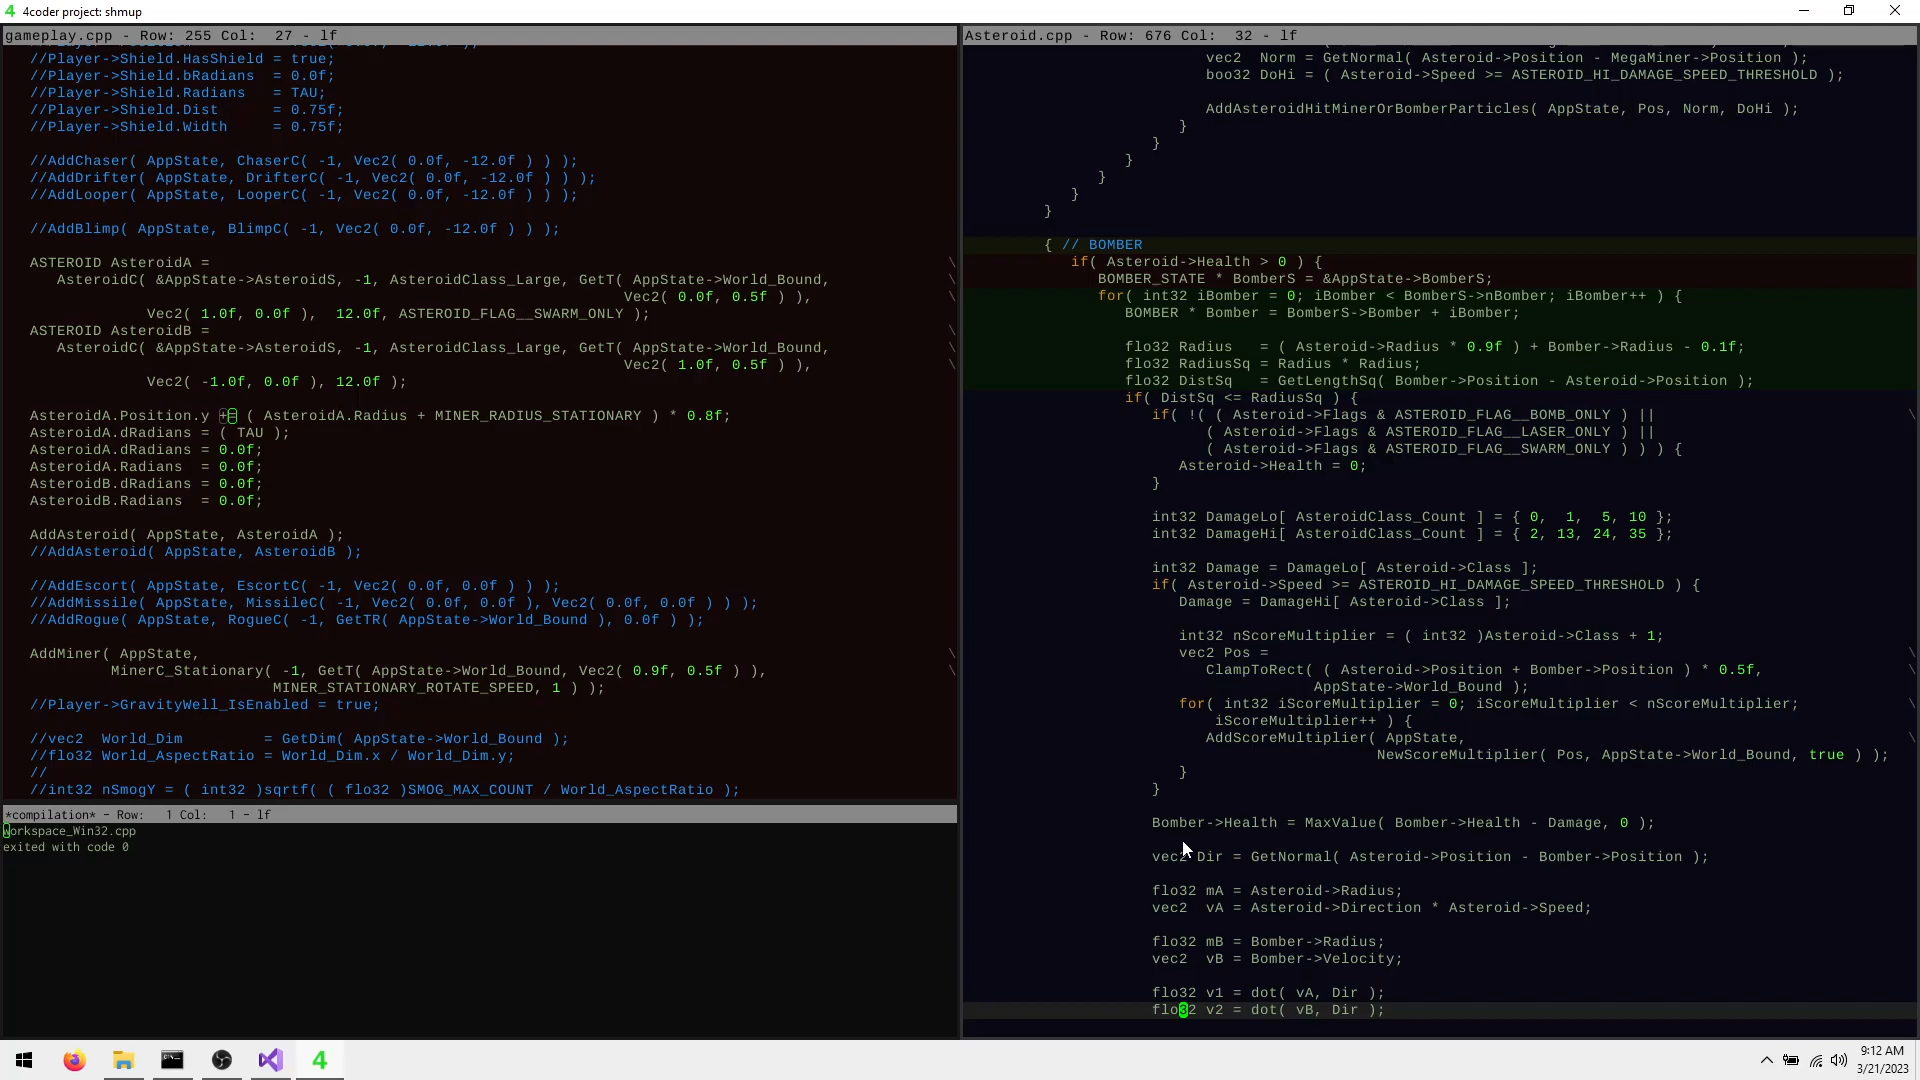 4coder project: shmup
gameplay.cpp - Row: 255 Col:  27 - lf
//Player->Shield.HasShield = true;
//Player->Shield.bRadians = 0.0f;
//Player->Shield.Radians   = TAU;
//Player->Shield.Dist      = 0.75f;
//Player->Shield.Width     = 0.75f;
//AddChaser( AppState, ChaserC( -1, Vec2( 0.0f, -12.0f ) ) );
//AddDrifter( AppState, DrifterC( -1, Vec2( 0.0f, -12.0f ) ) );
//AddLooper( AppState, LooperC( -1, Vec2( 0.0f, -12.0f ) ) );
//AddBlimp( AppState, BlimpC( -1, Vec2( 0.0f, -12.0f ) ) );
ASTEROID AsteroidA = \
AsteroidC( &AppState->AsteroidS, -1, AsteroidClass_Large, GetT( AppState->World_Bound, \
Vec2( 0.0f, 0.5f ) ), \
Vec2( 1.0f, 0.0f ),  12.0f, ASTEROID_FLAG__SWARM_ONLY );
ASTEROID AsteroidB = \
AsteroidC( &AppState->AsteroidS, -1, AsteroidClass_Large, GetT( AppState->World_Bound, \
Vec2( 1.0f, 0.5f ) ), \
Vec2( -1.0f, 0.0f ), 12.0f );
AsteroidA.Position.y += ( AsteroidA.Radius + MINER_RADIUS_STATIONARY ) * 0.8f;
AsteroidA.dRadians = ( TAU );
AsteroidA.dRadians = 0.0f;
AsteroidA.Radians  = 0.0f;
AsteroidB.dRadians = 0.0f;
AsteroidB.Radians  = 0.0f;
AddAsteroid( AppState, AsteroidA );
//AddAsteroid( AppState, AsteroidB );
//AddEscort( AppState, EscortC( -1, Vec2( 0.0f, 0.0f ) ) );
//AddMissile( AppState, MissileC( -1, Vec2( 0.0f, 0.0f ), Vec2( 0.0f, 0.0f ) ) );
//AddRogue( AppState, RogueC( -1, GetTR( AppState->World_Bound ), 0.0f ) );
AddMiner( AppState, \
MinerC_Stationary( -1, GetT( AppState->World_Bound, Vec2( 0.9f, 0.5f ) ), \
MINER_STATIONARY_ROTATE_SPEED, 1 ) );
//Player->GravityWell_IsEnabled = true;
//vec2  World_Dim         = GetDim( AppState->World_Bound );
//flo32 World_AspectRatio = World_Dim.x / World_Dim.y;
//
//int32 nSmogY = ( int32 )sqrtf( ( flo32 )SMOG_MAX_COUNT / World_AspectRatio );
*compilation* - Row:   1 Col:   1 - lf
workspace_Win32.cpp
exited with code 0
Asteroid.cpp - Row: 676 Col:  32 - lf
vec2  Norm = GetNormal( Asteroid->Position - MegaMiner->Position );
boo32 DoHi = ( Asteroid->Speed >= ASTEROID_HI_DAMAGE_SPEED_THRESHOLD );
AddAsteroidHitMinerOrBomberParticles( AppState, Pos, Norm, DoHi );
}
}
}
}
}
}
{ // BOMBER
if( Asteroid->Health > 0 ) {
BOMBER_STATE * BomberS = &AppState->BomberS;
for( int32 iBomber = 0; iBomber < BomberS->nBomber; iBomber++ ) {
BOMBER * Bomber = BomberS->Bomber + iBomber;
flo32 Radius   = ( Asteroid->Radius * 0.9f ) + Bomber->Radius - 0.1f;
flo32 RadiusSq = Radius * Radius;
flo32 DistSq   = GetLengthSq( Bomber->Position - Asteroid->Position );
if( DistSq <= RadiusSq ) {
if( !( ( Asteroid->Flags & ASTEROID_FLAG__BOMB_ONLY ) || \
( Asteroid->Flags & ASTEROID_FLAG__LASER_ONLY ) ||
( Asteroid->Flags & ASTEROID_FLAG__SWARM_ONLY ) ) ) {
Asteroid->Health = 0;
}
int32 DamageLo[ AsteroidClass_Count ] = { 0,  1,  5, 10 };
int32 DamageHi[ AsteroidClass_Count ] = { 2, 13, 24, 35 };
int32 Damage = DamageLo[ Asteroid->Class ];
if( Asteroid->Speed >= ASTEROID_HI_DAMAGE_SPEED_THRESHOLD ) {
Damage = DamageHi[ Asteroid->Class ];
int32 nScoreMultiplier = ( int32 )Asteroid->Class + 1;
vec2 Pos = \
ClampToRect( ( Asteroid->Position + Bomber->Position ) * 0.5f, \
AppState->World_Bound );
for( int32 iScoreMultiplier = 0; iScoreMultiplier < nScoreMultiplier; \
iScoreMultiplier++ ) {
AddScoreMultiplier( AppState, \
NewScoreMultiplier( Pos, AppState->World_Bound, true ) );
}
}
Bomber->Health = MaxValue( Bomber->Health - Damage, 0 );
vec2 Dir = GetNormal( Asteroid->Position - Bomber->Position );
flo32 mA = Asteroid->Radius;
vec2  vA = Asteroid->Direction * Asteroid->Speed;
flo32 mB = Bomber->Radius;
vec2  vB = Bomber->Velocity;
flo32 v1 = dot( vA, Dir );
flo32 v2 = dot( vB, Dir );
9:12 AM
3/21/2023